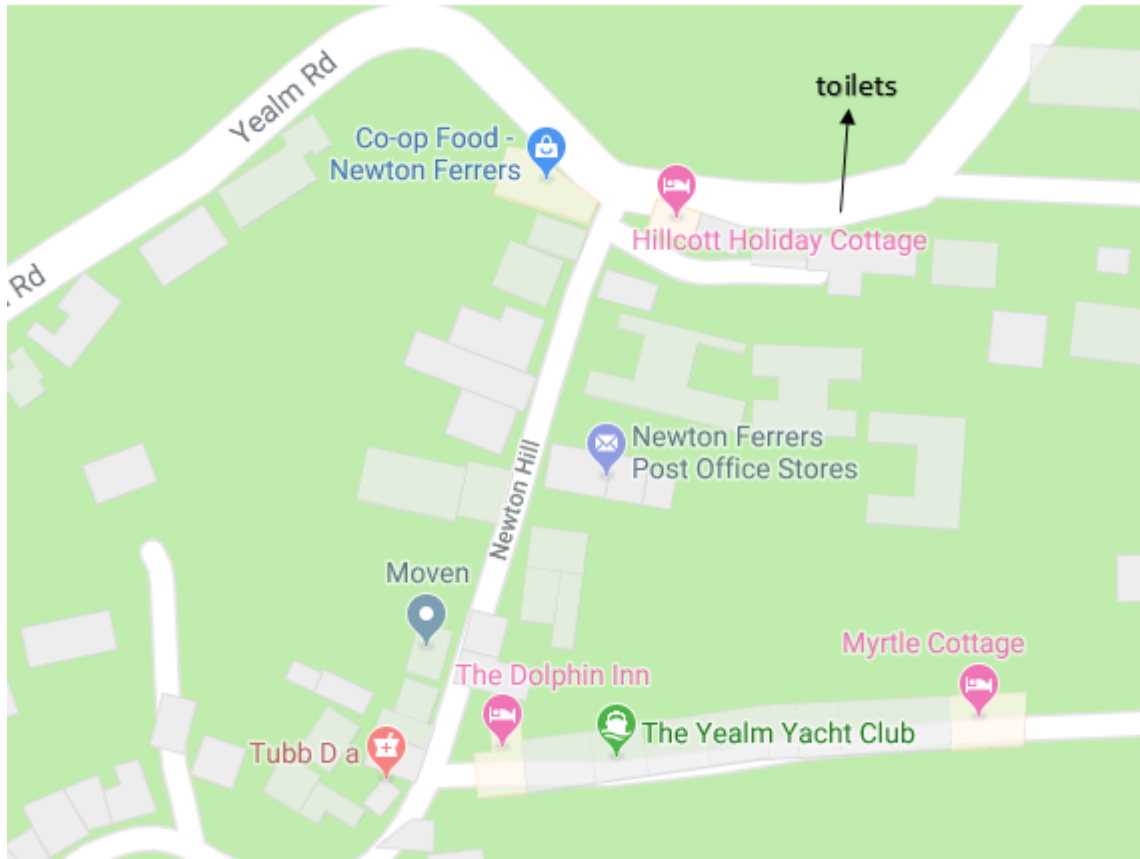 toilets
Yealm Rd
Co-op Food -
Newton Ferrers
Hillcott Holiday Cottage
Rd
Newton Ferrers
Post Office Stores
Newton Hill
Moven
Myrtle Cottage
The Dolphin Inn
The Yealm Yacht Club
Tubb D a